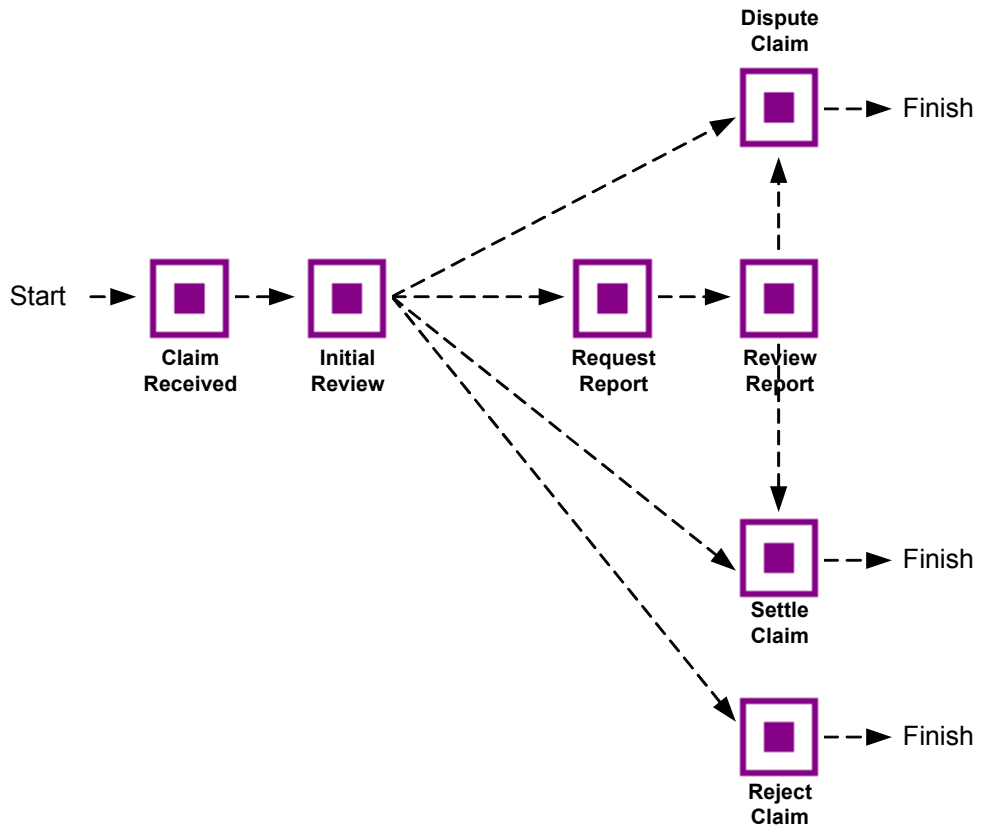 Dispute
Claim
Finish
Start
Claim
Received
Initial
Review
Request
Report
Review
Report
Finish
Settle
Claim
Finish
Reject
Claim